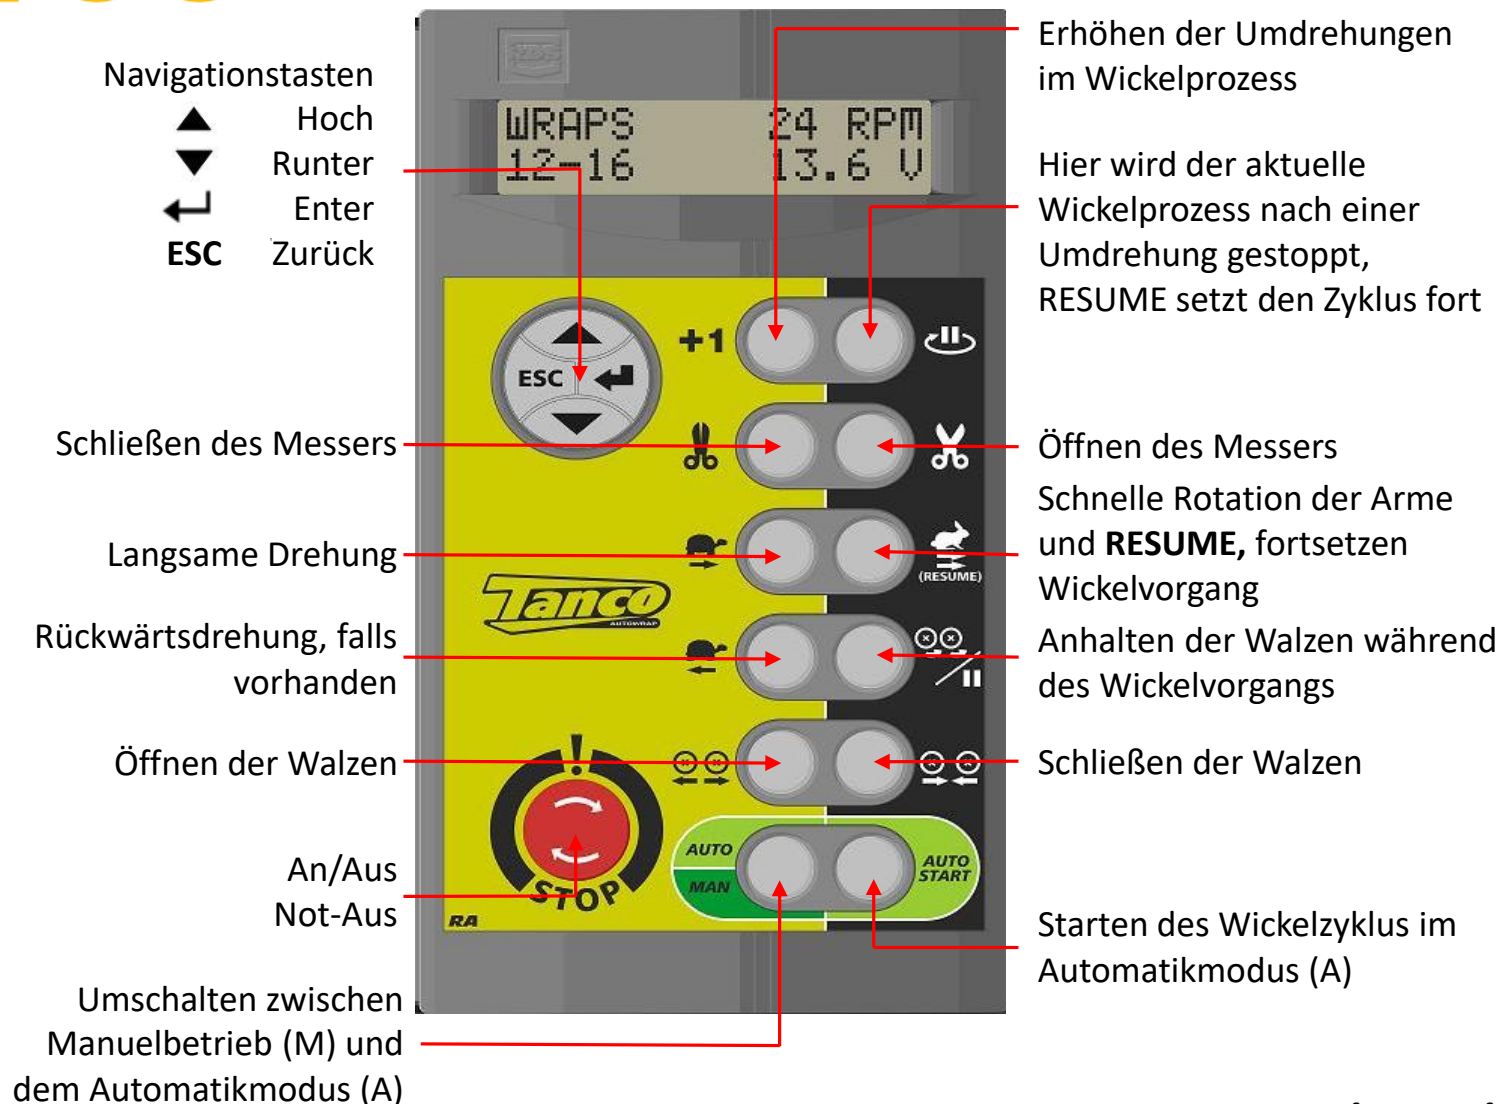 Navigationstasten
▲ Hoch
▼ Runter
↵ Enter
ESC Zurück
Schließen des Messers
Langsame Drehung
Rückwärtsdrehung, falls
vorhanden
Öffnen der Walzen
An/Aus
Not-Aus
Umschalten zwischen
Manuelbetrieb (M) und
dem Automatikmodus (A)
WRAPS 24 RPM
12-16 13.6 V
ESC
+1
(RESUME)
Tanco
AUTOWRAP
!
STOP
RA
AUTO
MAN
AUTO
START
Erhöhen der Umdrehungen
im Wickelprozess
Hier wird der aktuelle
Wickelprozess nach einer
Umdrehung gestoppt,
RESUME setzt den Zyklus fort
Öffnen des Messers
Schnelle Rotation der Arme
und RESUME, fortsetzen
Wickelvorgang
Anhalten der Walzen während
des Wickelvorgangs
Schließen der Walzen
Starten des Wickelzyklus im
Automatikmodus (A)